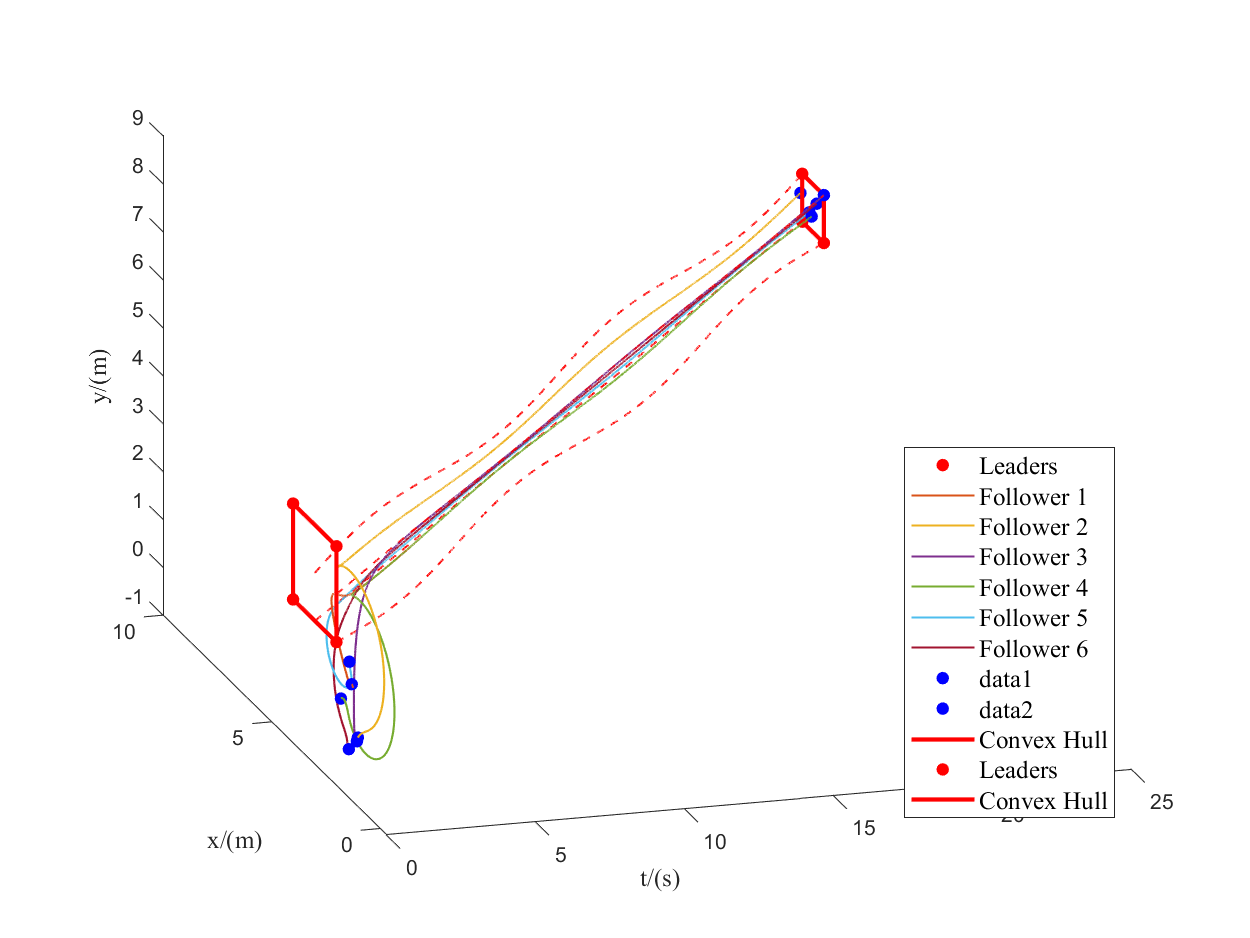 9
8
7
6
5
4
3
2
1
0
-1
y/(m)
10
5
0
x/(m)
0
5
10
15
20
25
t/(s)
Leaders
Follower 1
Follower 2
Follower 3
Follower 4
Follower 5
Follower 6
data1
data2
Convex Hull
Leaders
Convex Hull